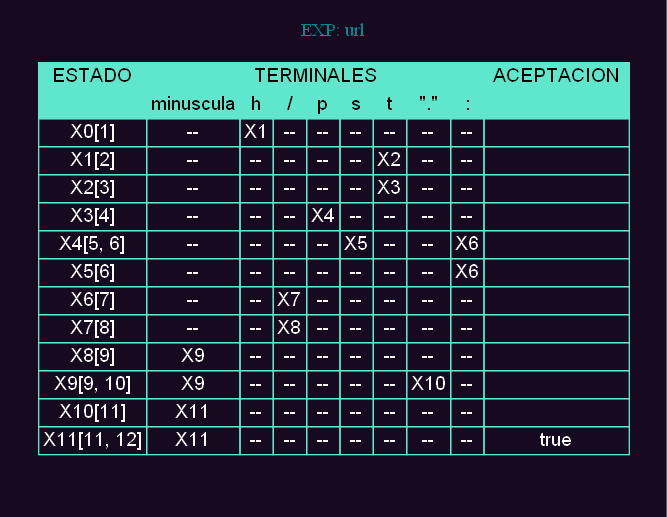 EXP: url
ESTADO TERMINALES ACEPTACION
minuscula h / p s t "." :
X0[1] -- X1 -- -- -- -- -- --
X1[2] -- -- -- -- -- X2 -- --
X2[3] -- -- -- -- -- X3 -- --
X3[4] -- -- -- X4 -- -- -- --
X4[5, 6] -- -- -- -- X5 -- -- X6
X5[6] -- -- -- -- -- -- -- X6
X6[7] -- -- X7 -- -- -- -- --
X7[8] -- -- X8 -- -- -- -- --
X8[9] X9 -- -- -- -- -- -- --
X9[9, 10] X9 -- -- -- -- -- X10 --
X10[11] X11 -- -- -- -- -- -- --
X11[11, 12] X11 -- -- -- -- -- -- -- true